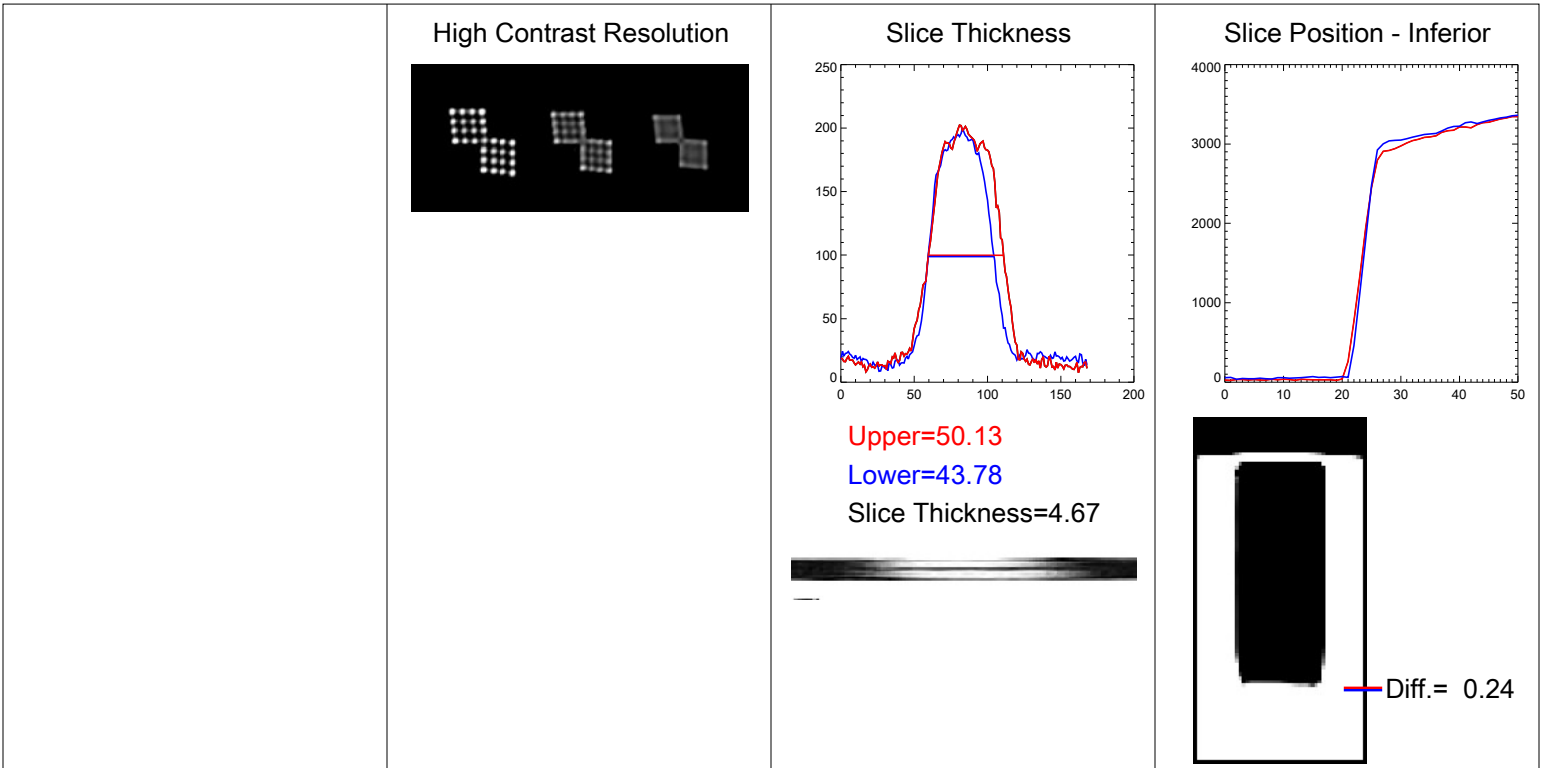 High Contrast Resolution
Slice Thickness
250
200
150
100
50
0
0 50 100 150 200
Upper=50.13
Lower=43.78
Slice Thickness=4.67
Slice Position - Inferior
4000
3000
2000
1000
0
0 10 20 30 40 50
Diff.= 0.24